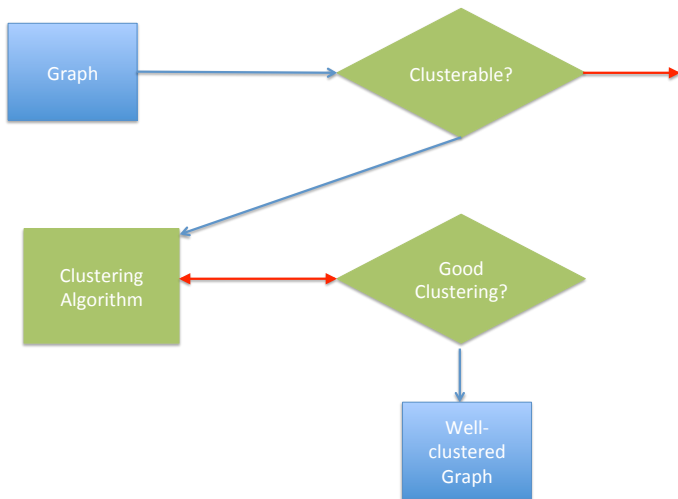 Graph
Clusterable?
Clustering
Algorithm
Good
Clustering?
Well-
clustered
Graph